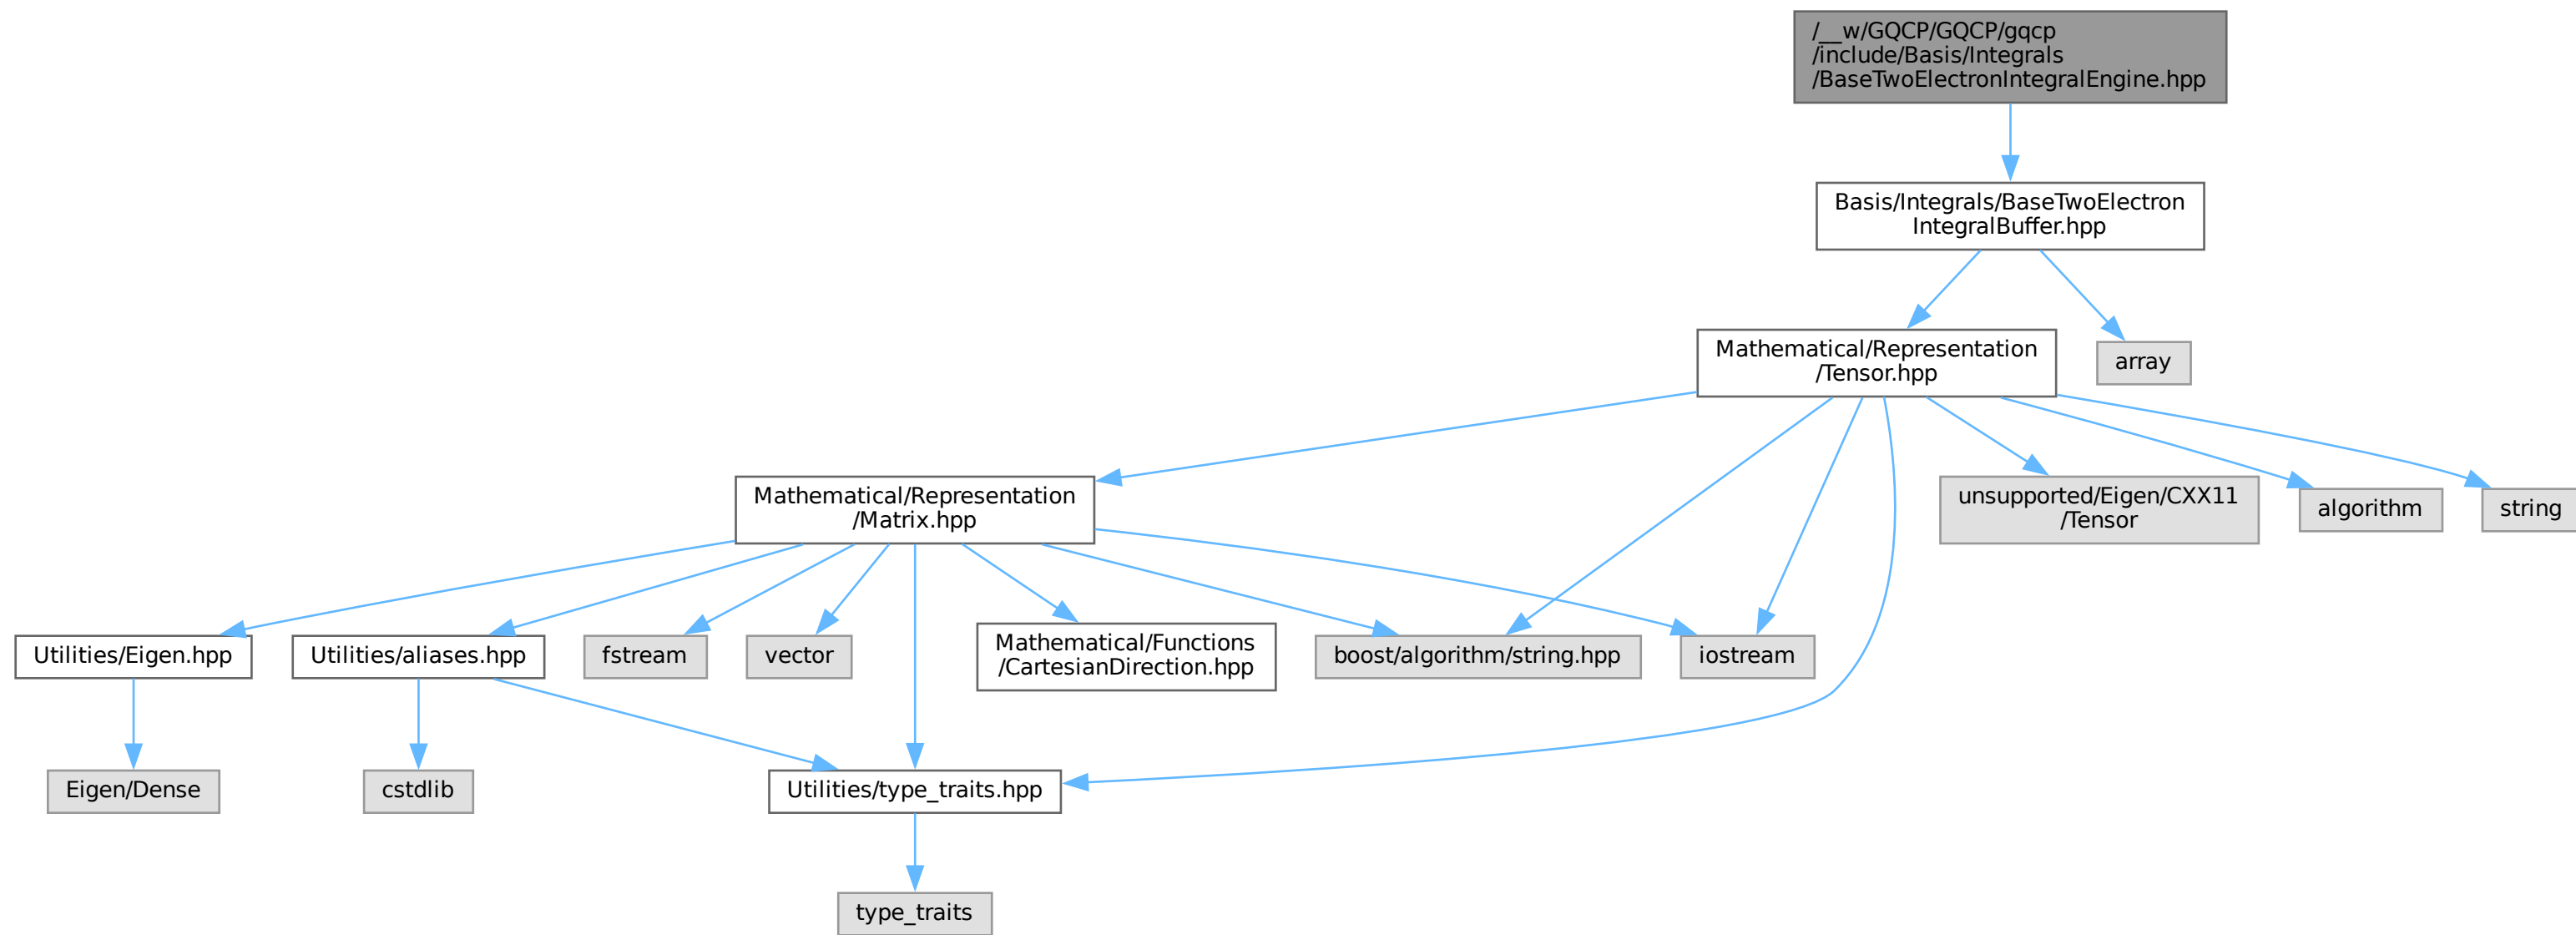 /__w/GQCP/GQCP/gqcp
/include/Basis/Integrals
/BaseTwoElectronIntegralEngine.hpp
Basis/Integrals/BaseTwoElectron
IntegralBuffer.hpp
Mathematical/Representation
/Tensor.hpp
array
Mathematical/Representation
/Matrix.hpp
unsupported/Eigen/CXX11
/Tensor
algorithm
string
Utilities/Eigen.hpp
Utilities/aliases.hpp
fstream
vector
Mathematical/Functions
/CartesianDirection.hpp
boost/algorithm/string.hpp
iostream
Eigen/Dense
cstdlib
Utilities/type_traits.hpp
type_traits